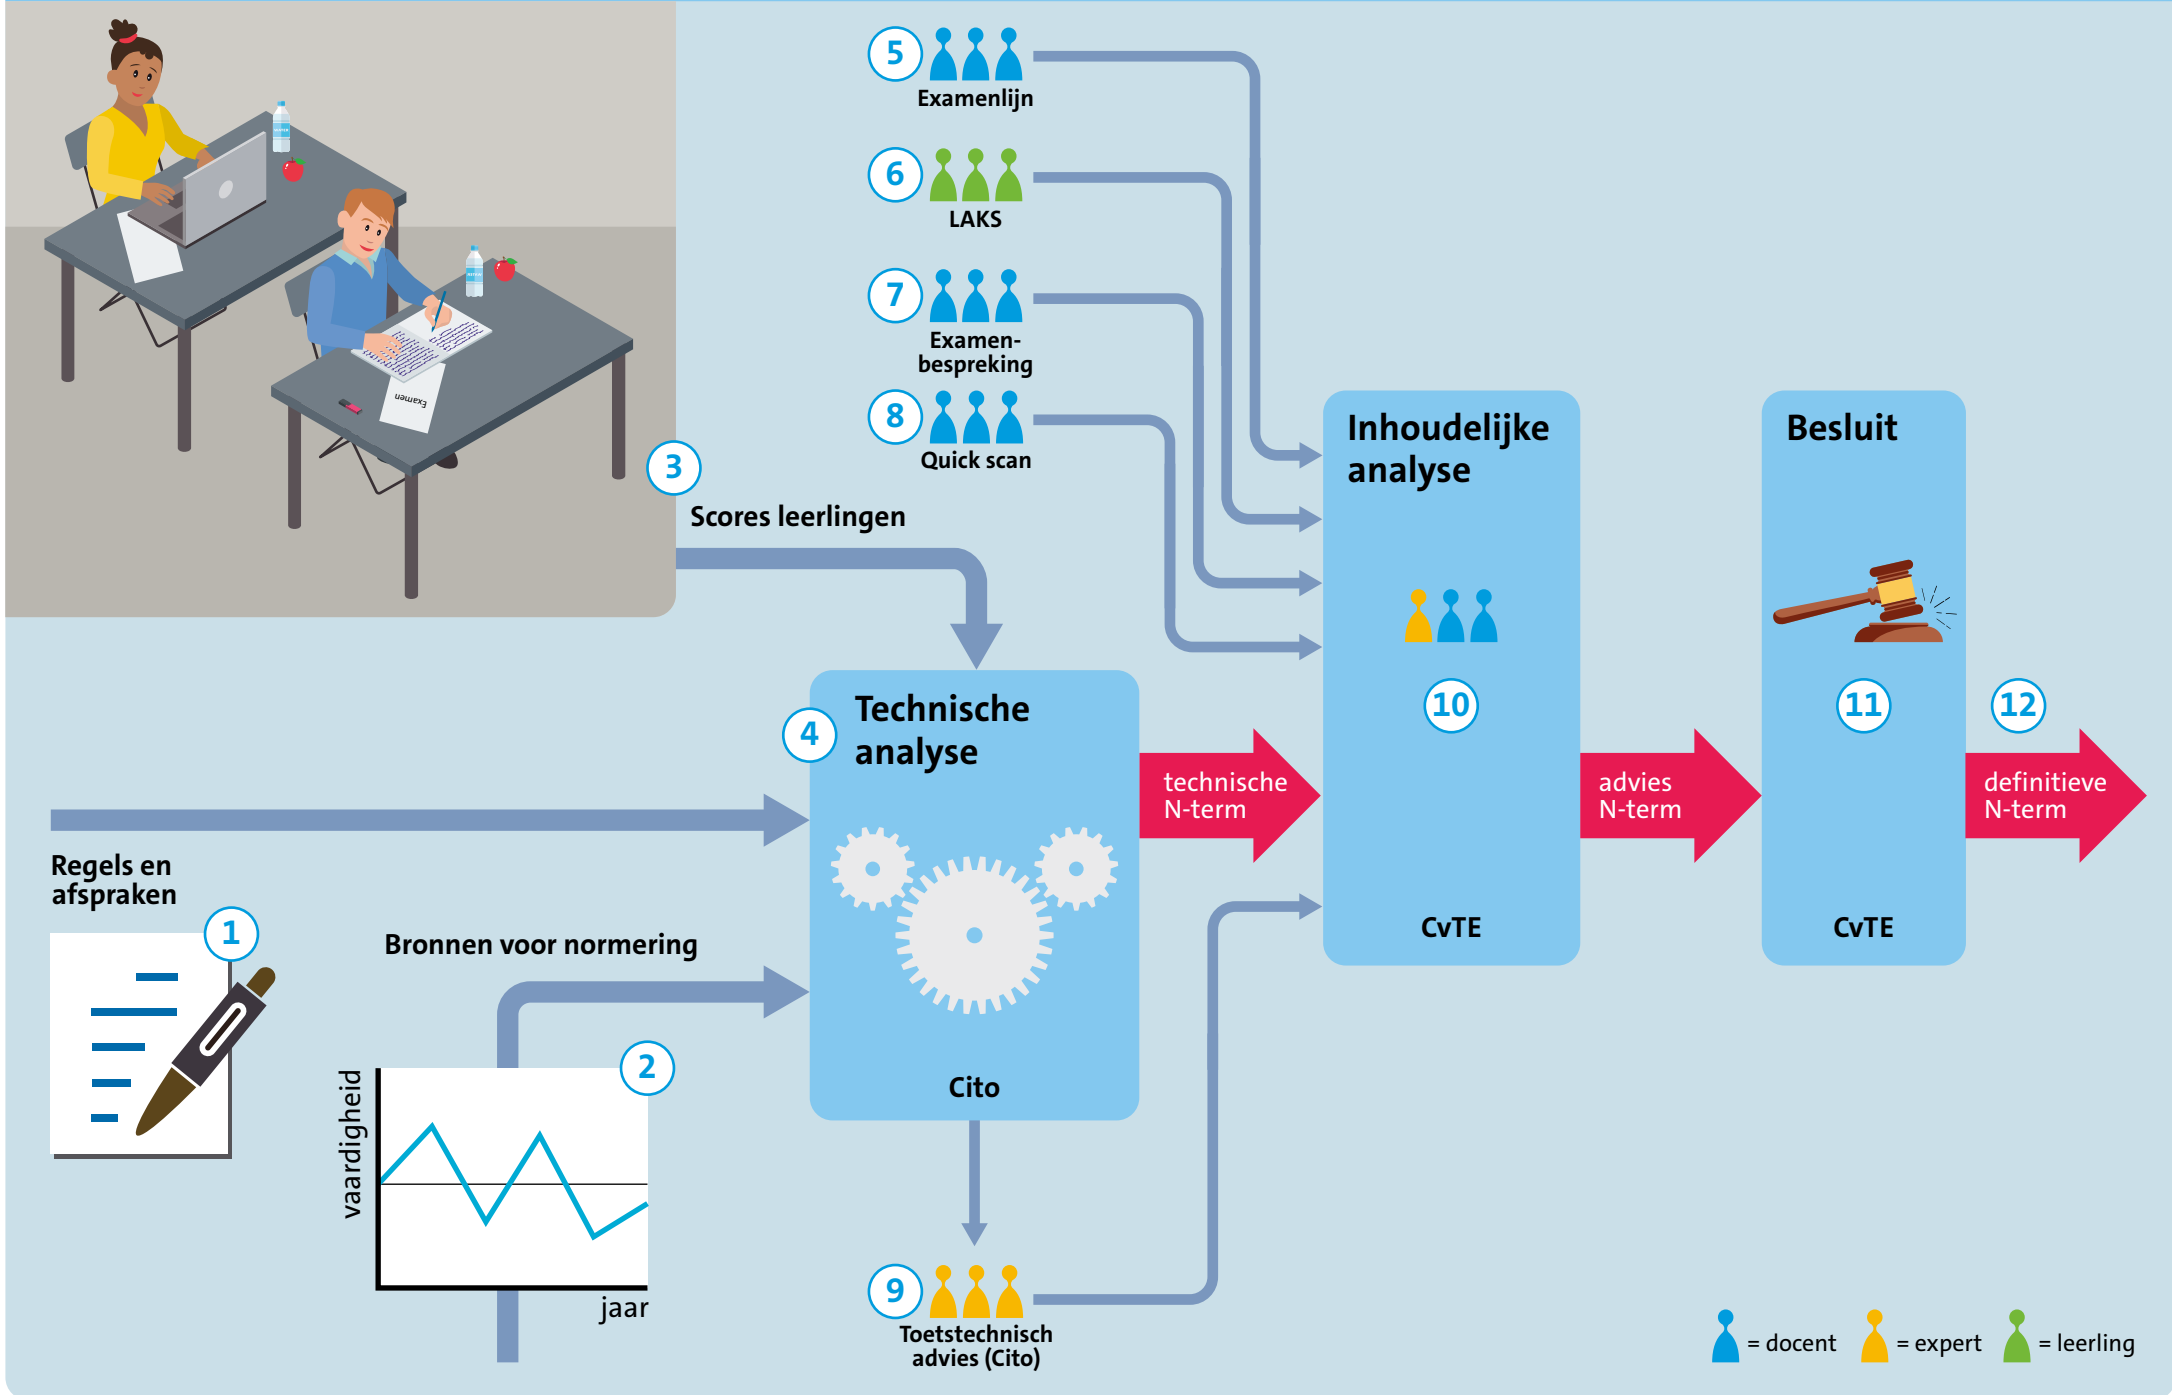 5
Examenlijn
6
LAKS
7
Examen-
bespreking
8
Quick scan
Examen
3
Scores leerlingen
Inhoudelijke
analyse
10
CvTE
Besluit
11
CvTE
12
4
Technische
analyse
Cito
technische
N-term
advies
N-term
definitieve
N-term
Regels en
afspraken
1
Bronnen voor normering
2
vaardigheid
jaar
9
Toetstechnisch
advies (Cito)
= docent
= expert
= leerling